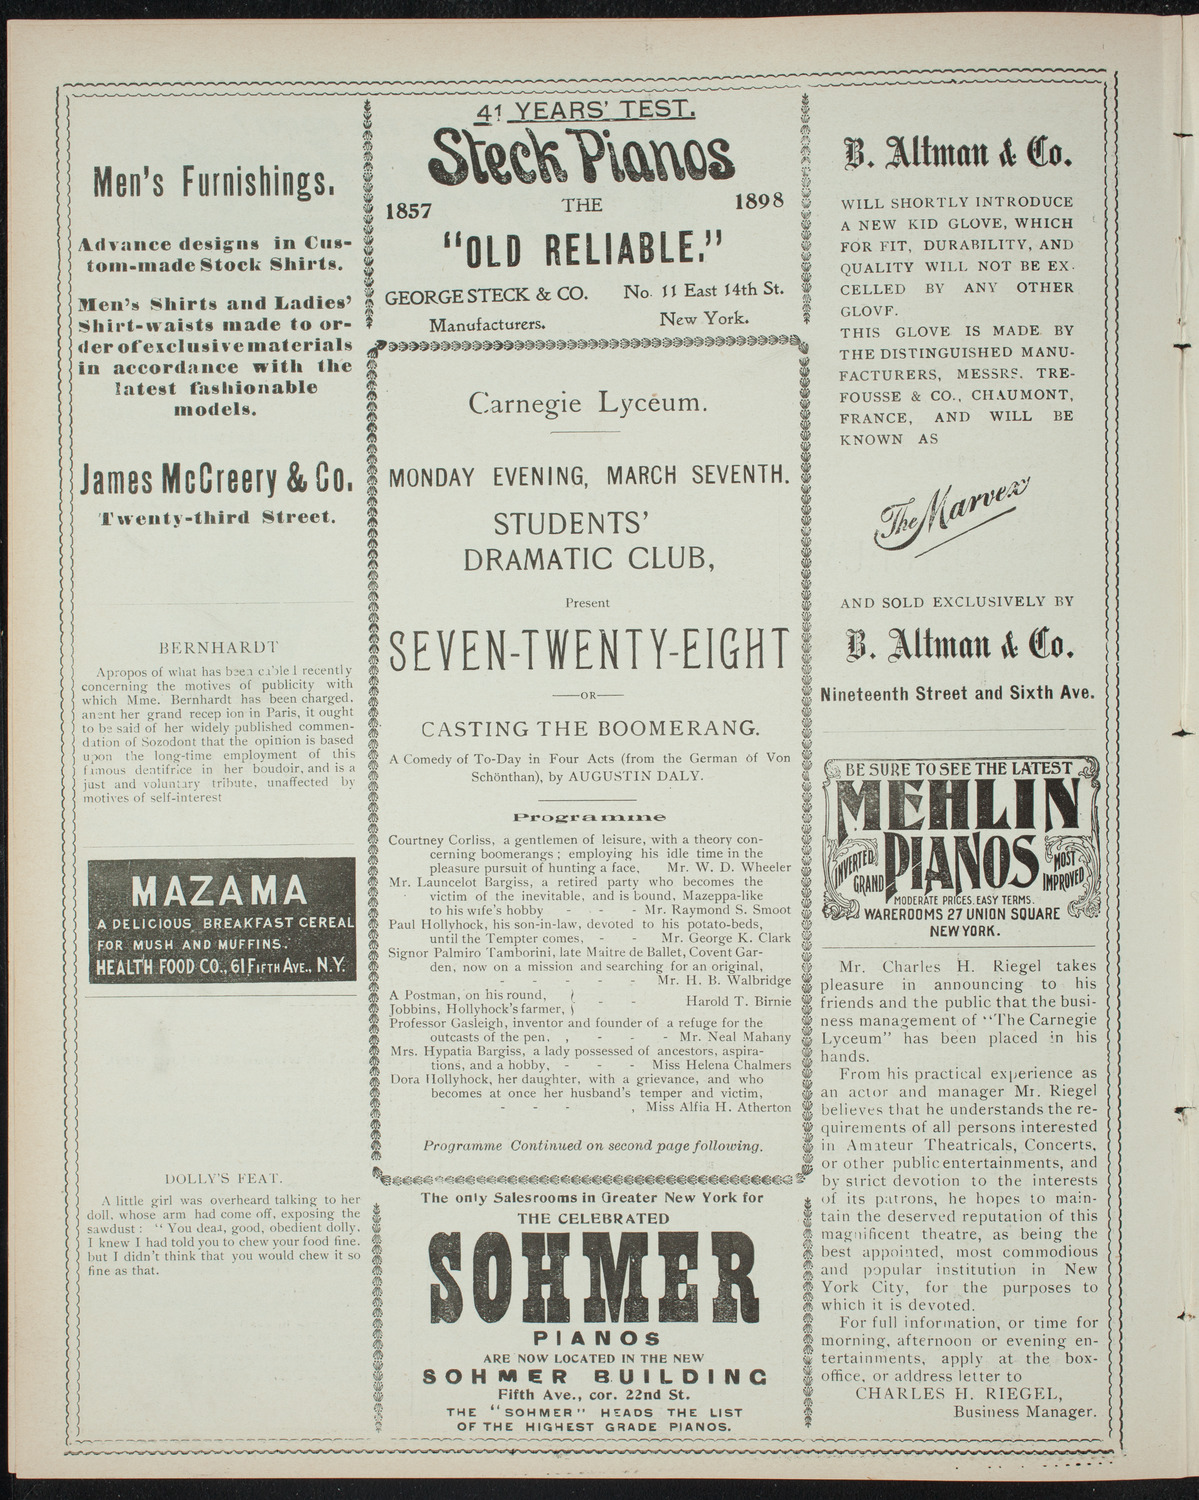 Men's Furnishings.
Advance designs in Cus-
tom-made Stock Shirts.
Men's Shirts and Ladies'
Shirt-waists made to or-
der of exclusive materials
in accordance with the
latest fashionable
models.
James McCreery & Co.
Twenty-third Street.
BERNHARDT
Apropos of what has been cabled recently
concerning the motives of publicity with
which Mme. Bernhardt has been charged,
anent her grand recep ion in Paris, it ought
to be said of her widely published commen-
dation of Sozodont that the opinion is based
upon the long-time employment of this
famous dentifrice in her boudoir, and is a
just and voluntary tribute, unaffected by
motives of self-interest
MAZAMA
A DELICIOUS BREAKFAST CEREAL
FOR MUSH AND MUFFINS.
HEALTH FOOD CO., 61 FIFTH AVE., N.Y.
DOLLY'S FEAT.
A little girl was overheard talking to her
doll, whose arm had come off, exposing the
sawdust: "You dear, good, obedient dolly.
I knew I had told you to chew your food fine,
but I didn't think that you would chew it so
fine as that.
41 YEARS' TEST.
Steck Pianos
1857 THE 1898
"OLD RELIABLE."
GEORGE STECK & CO. No. 11 East 14th St.
Manufacturers. New York.
Carnegie Lyceum.
MONDAY EVENING, MARCH SEVENTH.
STUDENTS'
DRAMATIC CLUB,
Present
SEVEN-TWENTY-EIGHT
—OR—
CASTING THE BOOMERANG.
A Comedy of To-Day in Four Acts (from the German of Von
Schönthan), by AUGUSTIN DALY.
Programme
Courtney Corliss, a gentlemen of leisure, with a theory con-
cerning boomerangs; employing his idle time in the
pleasure pursuit of hunting a face, Mr. W. D. Wheeler
Mr. Launcelot Bargiss, a retired party who becomes the
victim of the inevitable, and is bound, Mazeppa-like
to his wife's hobby - - - Mr. Raymond S. Smoot
Paul Hollyhock, his son-in-law, devoted to his potato-beds,
until the Tempter comes, - - Mr. George K. Clark
Signor Palmiro Tamborini, late Maitre de Ballet, Covent Gar-
den, now on a mission and searching for an original,
- - - - - Mr. H. B. Walbridge
A Postman, on his round, }
Jobbins, Hollyhock's farmer, } - - Harold T. Birnie
Professor Gasleigh, inventor and founder of a refuge for the
outcasts of the pen, , - - - Mr. Neal Mahany
Mrs. Hypatia Bargiss, a lady possessed of ancestors, aspira-
tions, and a hobby, - - - Miss Helena Chalmers
Dora Hollyhock, her daughter, with a grievance, and who
becomes at once her husband's temper and victim,
- - - , Miss Alfia H. Atherton
Programme Continued on second page following.
The only Salesrooms in Greater New York for
THE CELEBRATED
SOHMER
PIANOS
ARE NOW LOCATED IN THE NEW
SOHMER BUILDING
Fifth Ave., cor. 22nd St.
THE "SOHMER" HEADS THE LIST
OF THE HIGHEST GRADE PIANOS.
B. Altman & Co.
WILL SHORTLY INTRODUCE
A NEW KID GLOVE, WHICH
FOR FIT, DURABILITY, AND
QUALITY WILL NOT BE EX-
CELLED BY ANY OTHER
GLOVF.
THIS GLOVE IS MADE BY
THE DISTINGUISHED MANU-
FACTURERS, MESSRS. TRE-
FOUSSE & CO., CHAUMONT,
FRANCE, AND WILL BE
KNOWN AS
The Marvex
AND SOLD EXCLUSIVELY BY
B. Altman & Co.
Nineteenth Street and Sixth Ave.
BE SURE TO SEE THE LATEST
MEHLIN
INVERTED GRAND PIANOS MOST IMPROVED
MODERATE PRICES. EASY TERMS.
WAREROOMS 27 UNION SQUARE
NEW YORK.
Mr. Charles H. Riegel takes
pleasure in announcing to his
friends and the public that the busi-
ness management of "The Carnegie
Lyceum" has been placed in his
hands.
From his practical experience as
an actor and manager Mr. Riegel
believes that he understands the re-
quirements of all persons interested
in Amateur Theatricals, Concerts,
or other public entertainments, and
by strict devotion to the interests
of its patrons, he hopes to main-
tain the deserved reputation of this
magnificent theatre, as being the
best appointed, most commodious
and popular institution in New
York City, for the purposes to
which it is devoted.
For full information, or time for
morning, afternoon or evening en-
tertainments, apply at the box-
office, or address letter to
CHARLES H. RIEGEL,
Business Manager.